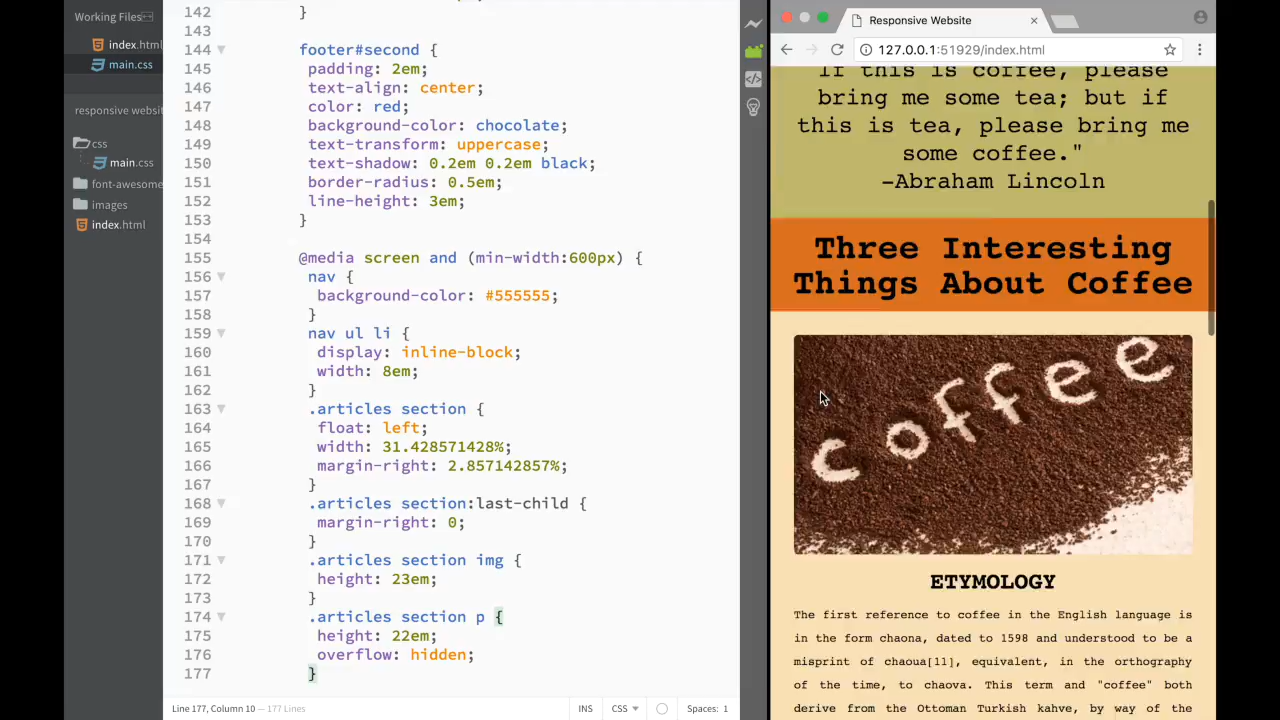 Working Files
index.html
main.css
responsive websit
css
main.css
font-awesome
images
index.html
142 }
143
144 footer#second {
145 padding: 2em;
146 text-align: center;
147 color: red;
148 background-color: chocolate;
149 text-transform: uppercase;
150 text-shadow: 0.2em 0.2em black;
151 border-radius: 0.5em;
152 line-height: 3em;
153 }
154
155 @media screen and (min-width:600px) {
156 nav {
157 background-color: #555555;
158 }
159 nav ul li {
160 display: inline-block;
161 width: 8em;
162 }
163 .articles section {
164 float: left;
165 width: 31.428571428%;
166 margin-right: 2.857142857%;
167 }
168 .articles section:last-child {
169 margin-right: 0;
170 }
171 .articles section img {
172 height: 23em;
173 }
174 .articles section p {
175 height: 22em;
176 overflow: hidden;
177 }
Line 177, Column 10 — 177 Lines
INS
CSS
Spaces: 1
Responsive Website
127.0.0.1:51929/index.html
If this is coffee, please
bring me some tea; but if
this is tea, please bring me
some coffee."
-Abraham Lincoln
Three Interesting
Things About Coffee
coffee
ETYMOLOGY
The first reference to coffee in the English language is
in the form chaona, dated to 1598 and understood to be a
misprint of chaoua[11], equivalent, in the orthography
of the time, to chaova. This term and "coffee" both
derive from the Ottoman Turkish kahve, by way of the